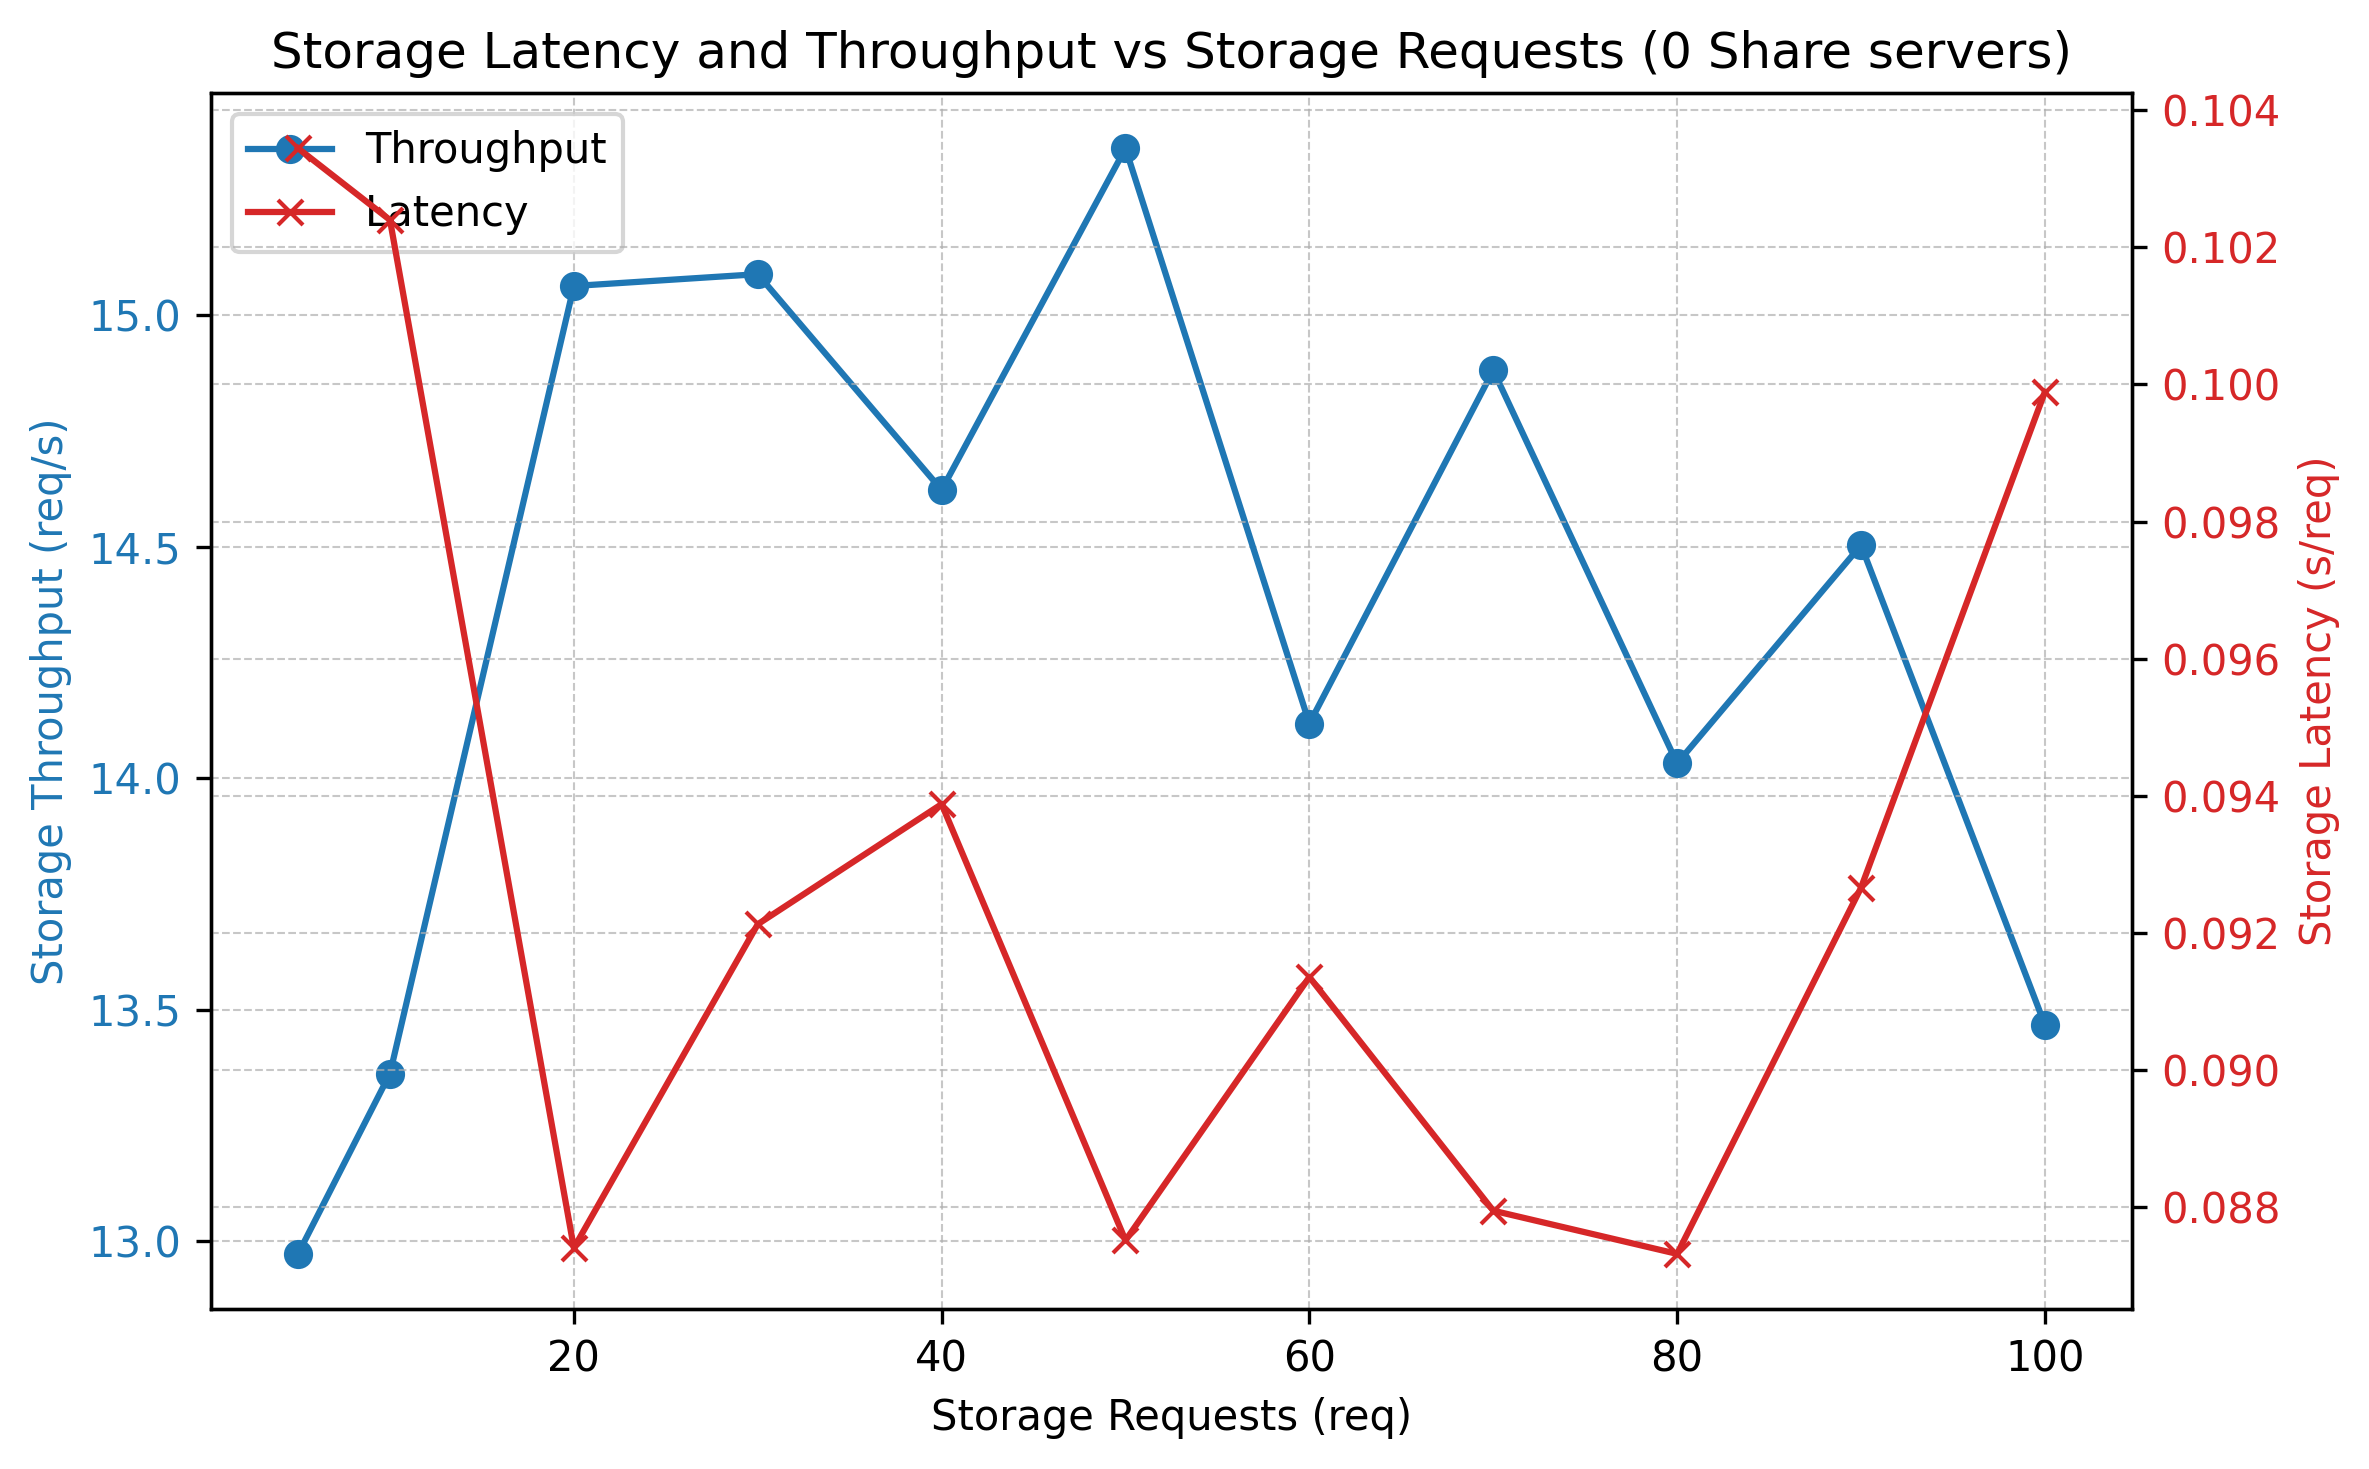 Storage Latency and Throughput vs Storage Requests (0 Share servers)
Throughput
Latency
Storage Throughput (req/s)
15.0
14.5
14.0
13.5
13.0
0.104
0.102
0.100
0.098
0.096
0.094
0.092
0.090
0.088
Storage Latency (s/req)
20 40 60 80 100
Storage Requests (req)